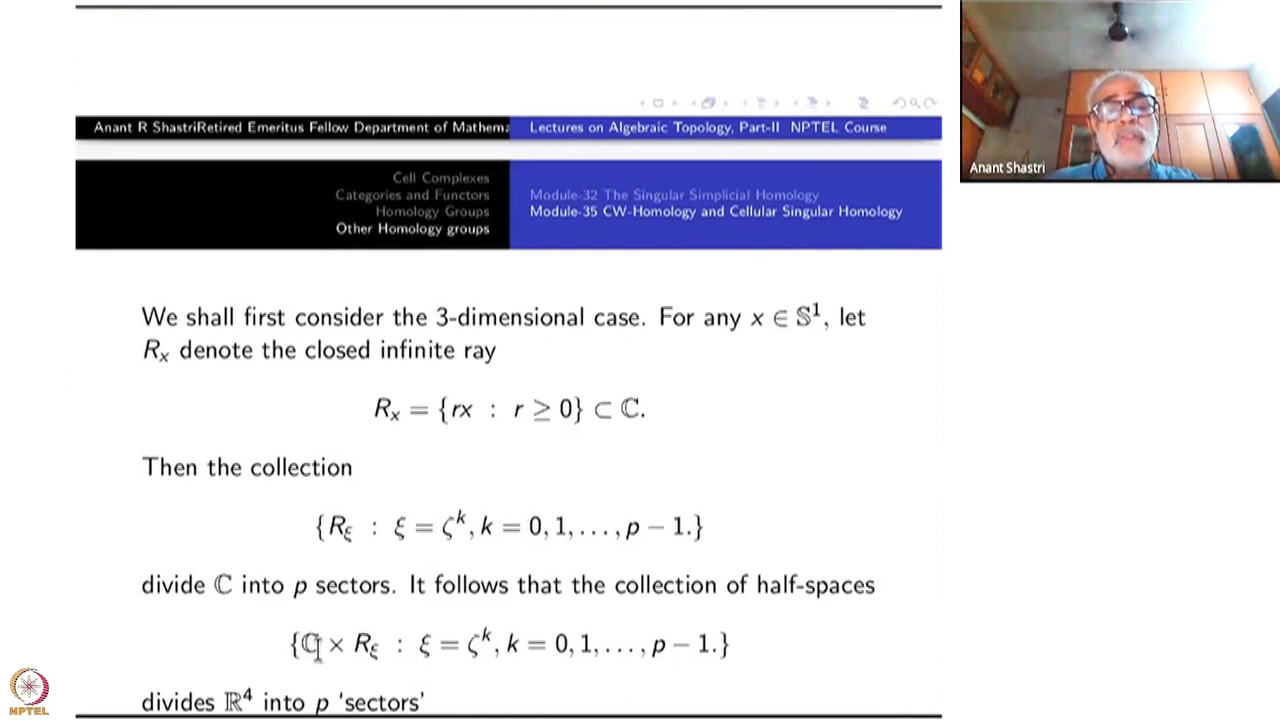 Anant R ShastriRetired Emeritus Fellow Department of Mathema
Lectures on Algebraic Topology, Part-II NPTEL Course
Cell Complexes
Categories and Functors
Homology Groups
Other Homology groups
Module-32 The Singular Simplicial Homology
Module-35 CW-Homology and Cellular Singular Homology
We shall first consider the 3-dimensional case. For any x ∈ 𝕊¹, let
Rₓ denote the closed infinite ray
Rₓ = {rx : r ≥ 0} ⊂ ℂ.
Then the collection
{R_ξ : ξ = ζᵏ, k = 0, 1, . . . , p − 1.}
divide ℂ into p sectors. It follows that the collection of half-spaces
{ℂ × R_ξ : ξ = ζᵏ, k = 0, 1, . . . , p − 1.}
divides ℝ⁴ into p ‘sectors’
Anant Shastri
NPTEL